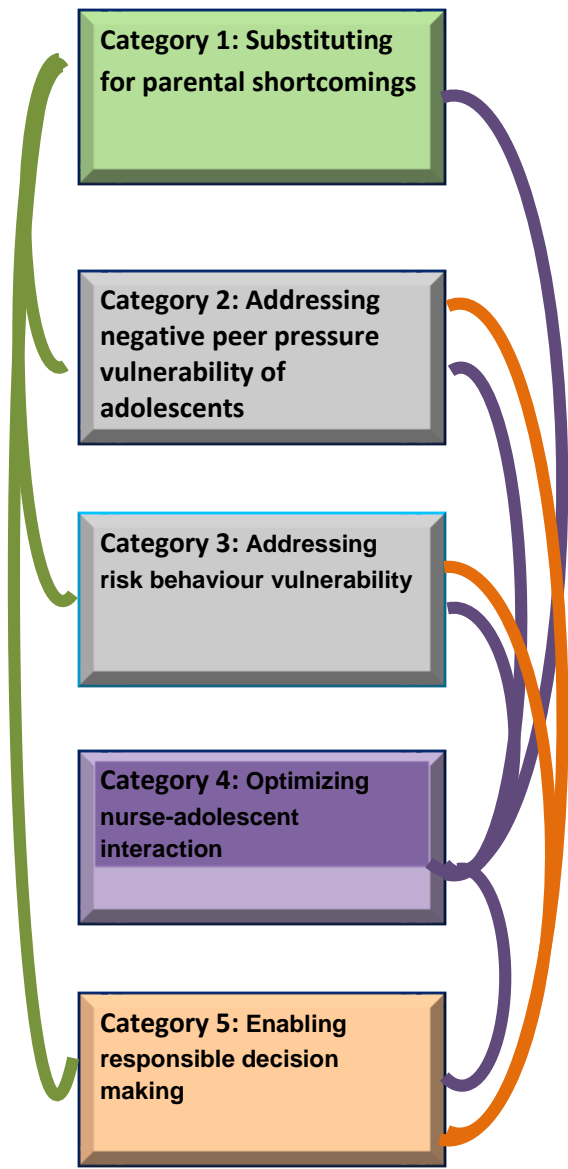 Category 1: Substituting
for parental shortcomings
Category 2: Addressing
negative peer pressure
vulnerability of
adolescents
Category 3: Addressing
risk behaviour vulnerability
Category 4: Optimizing
nurse-adolescent
interaction
Category 5: Enabling
responsible decision
making